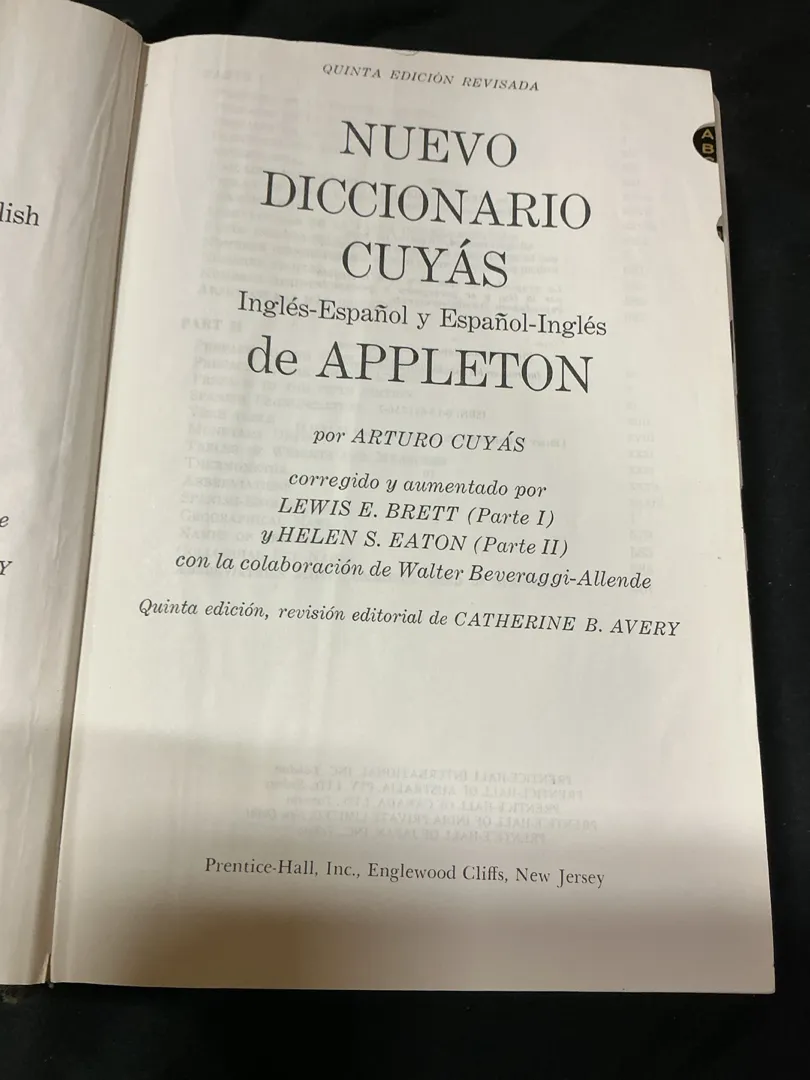 lish
e
Y
QUINTA EDICIÓN REVISADA
NUEVO
DICCIONARIO
CUYÁS
Inglés-Español y Español-Inglés
de APPLETON
por ARTURO CUYÁS
corregido y aumentado por
LEWIS E. BRETT (Parte I)
y HELEN S. EATON (Parte II)
con la colaboración de Walter Beveraggi-Allende
Quinta edición, revisión editorial de CATHERINE B. AVERY
Prentice-Hall, Inc., Englewood Cliffs, New Jersey
A
B